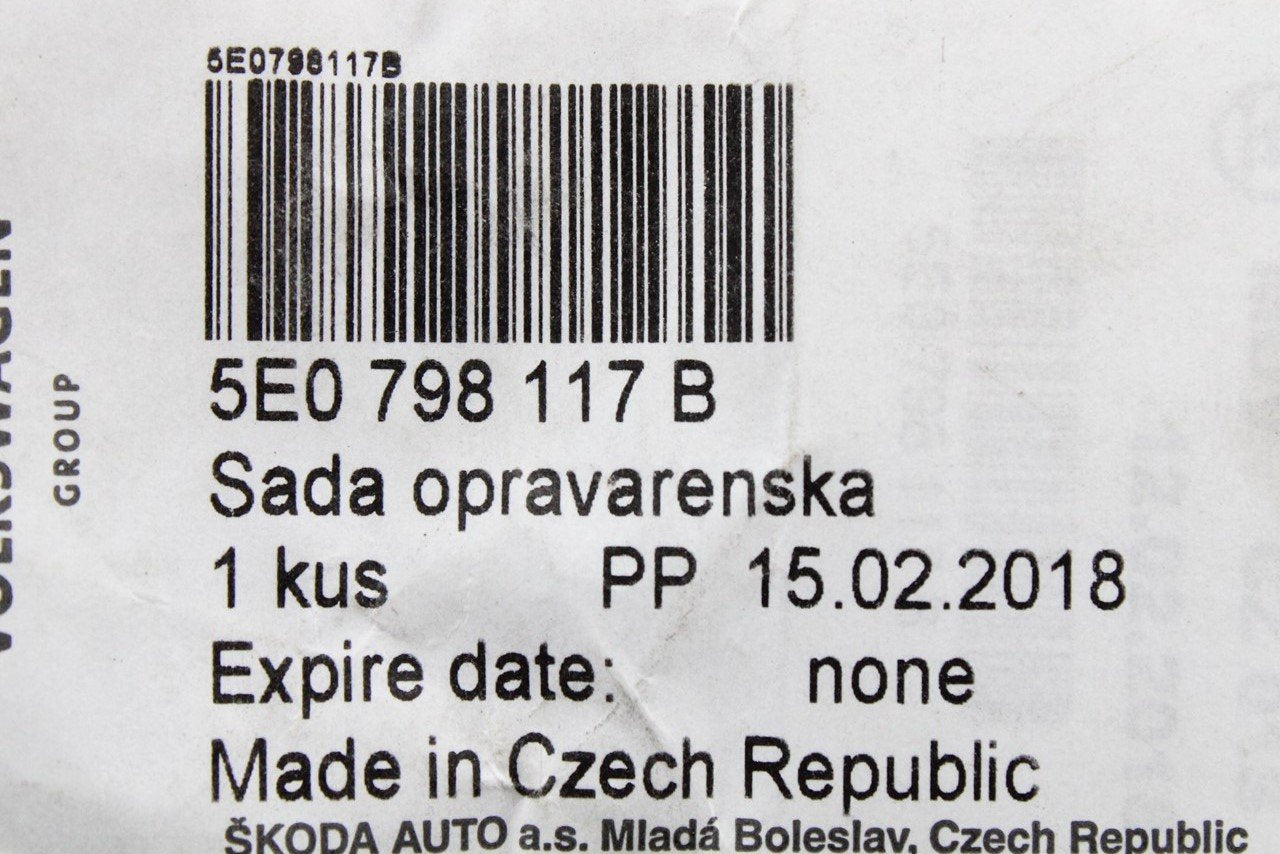 5E0798117B
5E0 798 117 B
Sada opravarenska
1 kus PP 15.02.2018
Expire date: none
Made in Czech Republic
ŠKODA AUTO a.s. Mladá Boleslav, Czech Republic
VOLKSWAGEN
GROUP